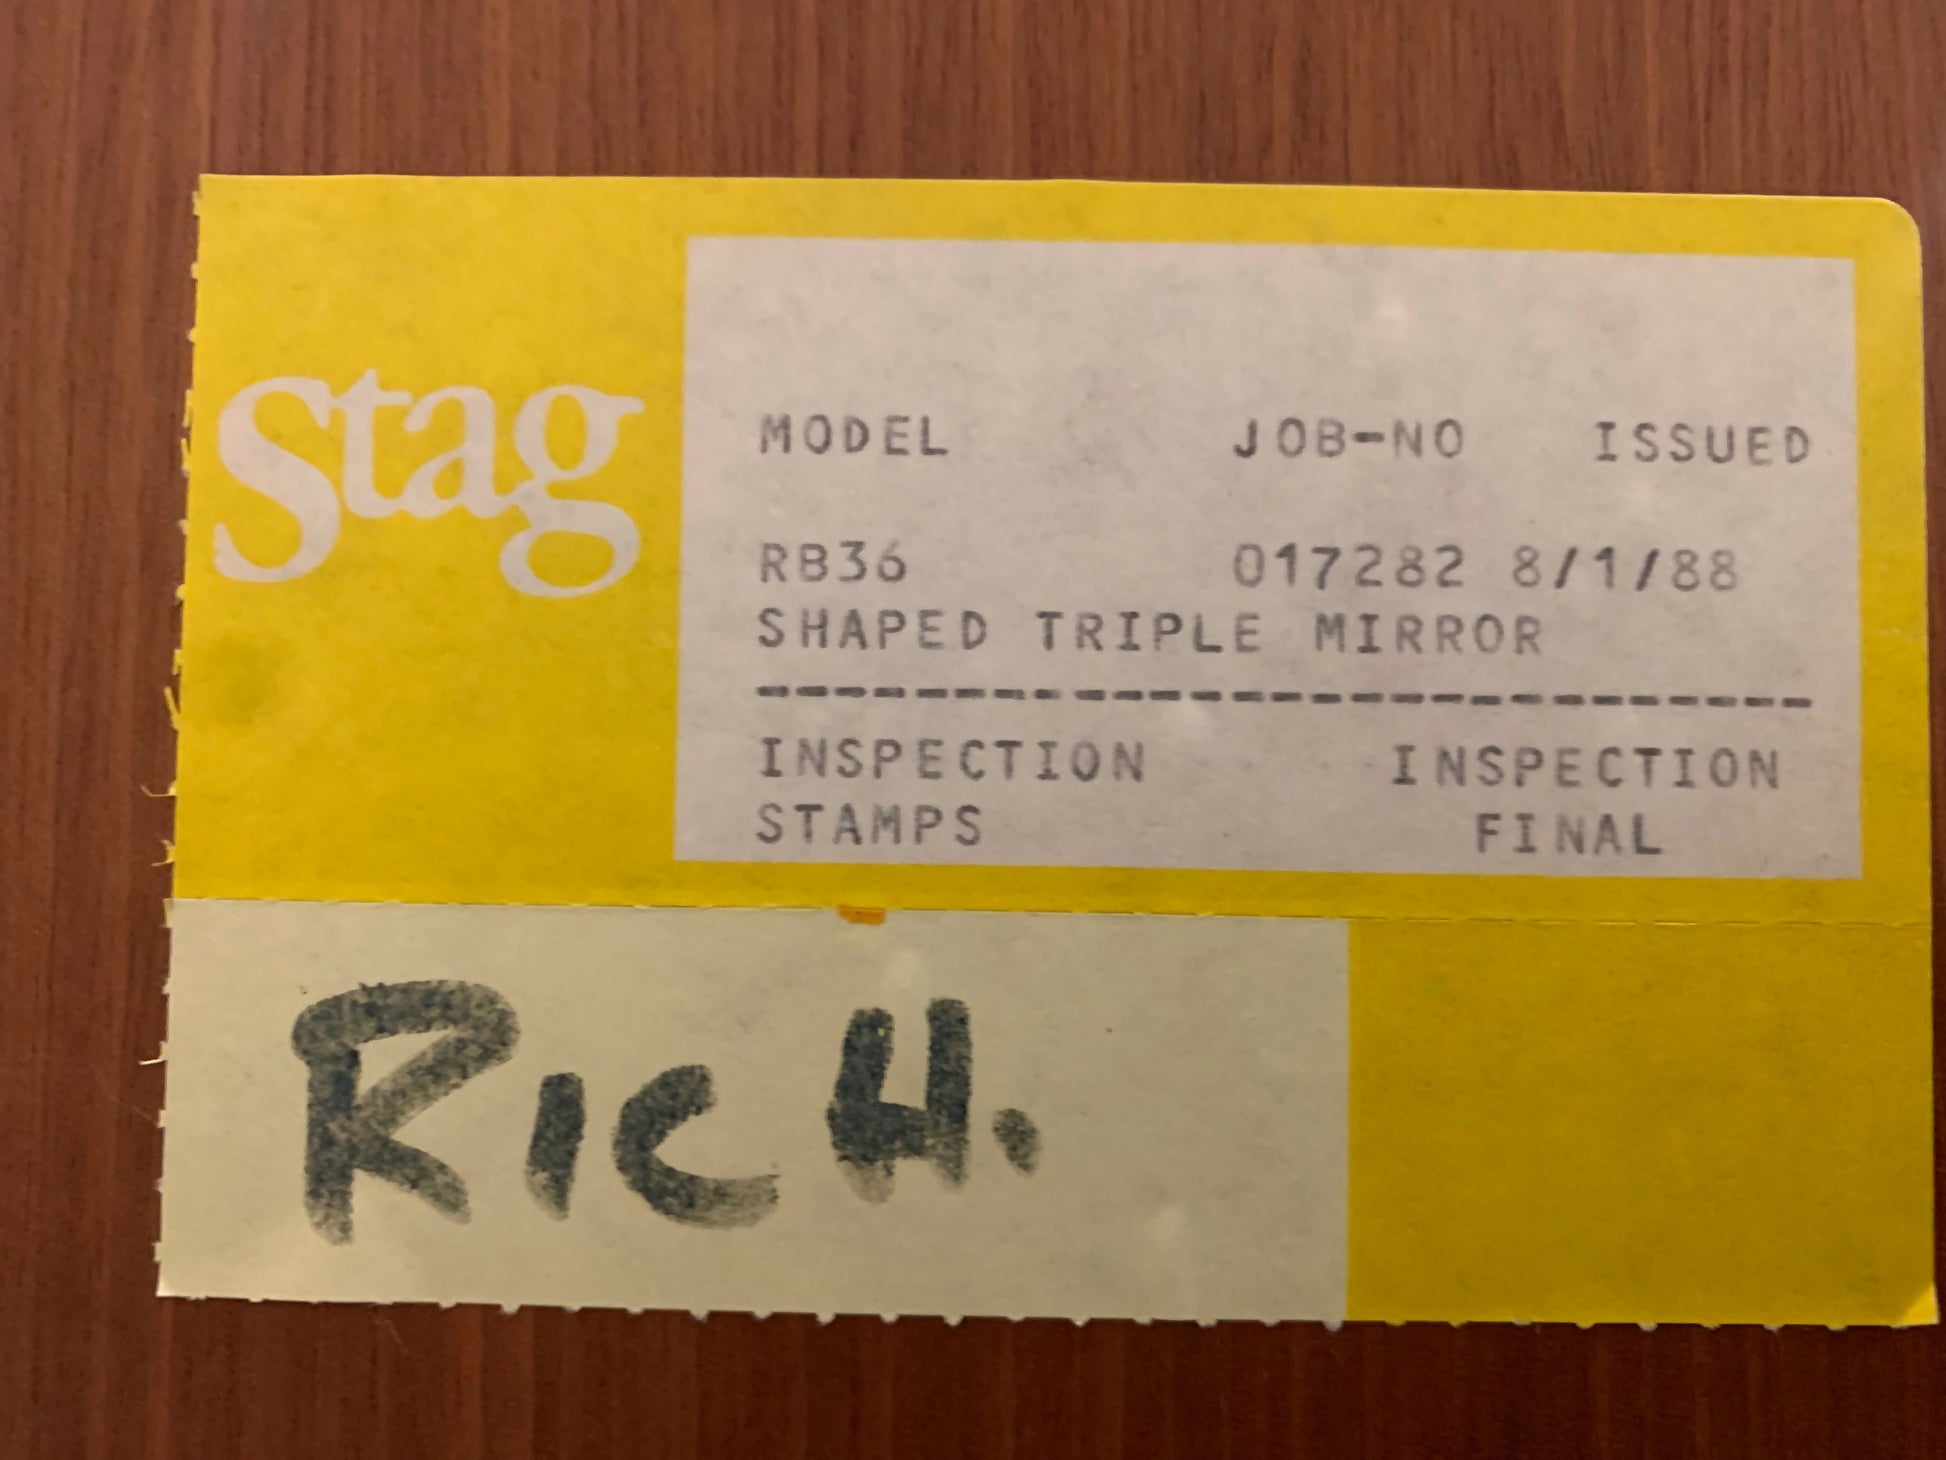 Stag
MODEL JOB-NO ISSUED
RB36 017282 8/1/88
SHAPED TRIPLE MIRROR
---------------------------
INSPECTION INSPECTION
STAMPS FINAL
RICH.